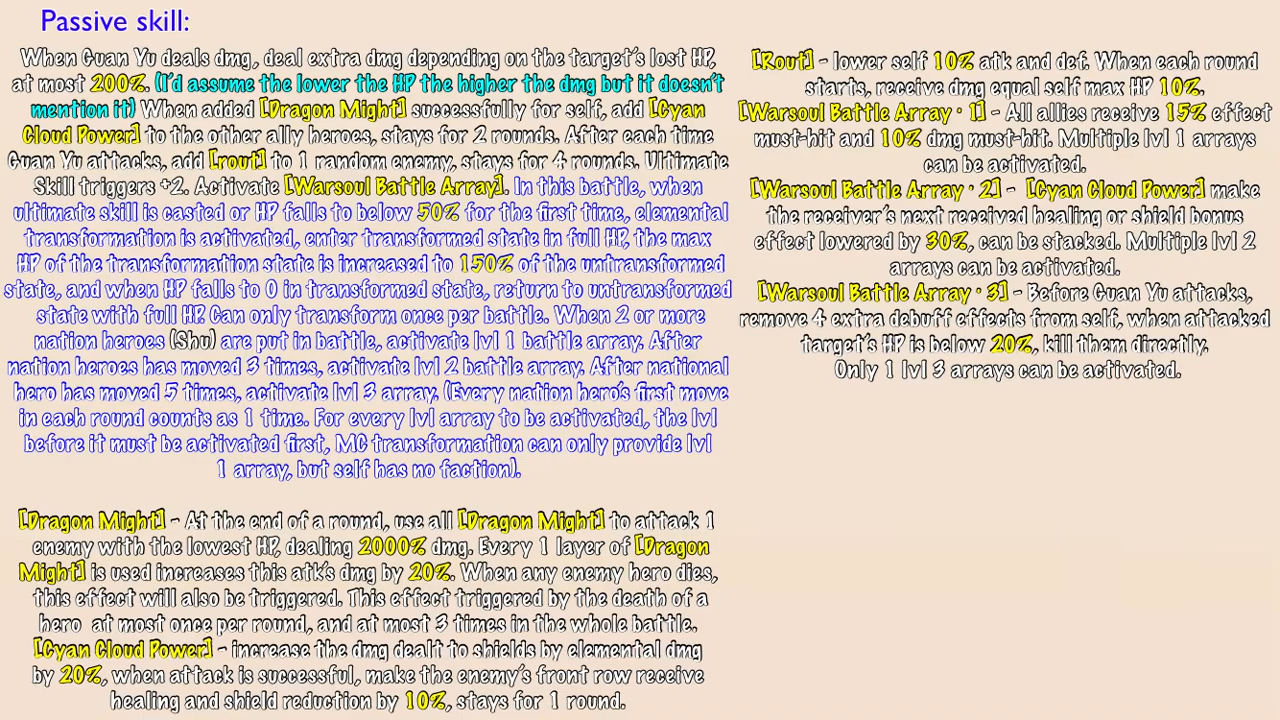 Passive skill:
When Guan Yu deals dmg, deal extra dmg depending on the target's lost HP,
at most 200%. (I'd assume the lower the HP the higher the dmg but it doesn't
mention it) When added [Dragon Might] successfully for self, add [Cyan
Cloud Power] to the other ally heroes, stays for 2 rounds. After each time
Guan Yu attacks, add [rout] to 1 random enemy, stays for 4 rounds. Ultimate
Skill triggers +2. Activate [Warsoul Battle Array]. In this battle, when
ultimate skill is casted or HP falls to below 50% for the first time, elemental
transformation is activated, enter transformed state in full HP, the max
HP of the transformation state is increased to 150% of the untransformed
state, and when HP falls to 0 in transformed state, return to untransformed
state with full HP. Can only transform once per battle. When 2 or more
nation heroes (Shu) are put in battle, activate lvl 1 battle array. After
nation heroes has moved 3 times, activate lvl 2 battle array. After national
hero has moved 5 times, activate lvl 3 array. (Every nation hero's first move
in each round counts as 1 time. For every lvl array to be activated, the lvl
before it must be activated first, MC transformation can only provide lvl
1 array, but self has no faction).
[Dragon Might] - At the end of a round, use all [Dragon Might] to attack 1
enemy with the lowest HP, dealing 2000% dmg. Every 1 layer of [Dragon
Might] is used increases this atk's dmg by 20%. When any enemy hero dies,
this effect will also be triggered. This effect triggered by the death of a
hero at most once per round, and at most 3 times in the whole battle.
[Cyan Cloud Power] - increase the dmg dealt to shields by elemental dmg
by 20%, when attack is successful, make the enemy's front row receive
healing and shield reduction by 10%, stays for 1 round.
[Rout] - lower self 10% atk and def. When each round
starts, receive dmg equal self max HP 10%.
[Warsoul Battle Array · 1] - All allies receive 15% effect
must-hit and 10% dmg must-hit. Multiple lvl 1 arrays
can be activated.
[Warsoul Battle Array · 2] - [Cyan Cloud Power] make
the receiver's next received healing or shield bonus
effect lowered by 30%, can be stacked. Multiple lvl 2
arrays can be activated.
[Warsoul Battle Array · 3] - Before Guan Yu attacks,
remove 4 extra debuff effects from self, when attacked
target's HP is below 20%, kill them directly.
Only 1 lvl 3 arrays can be activated.